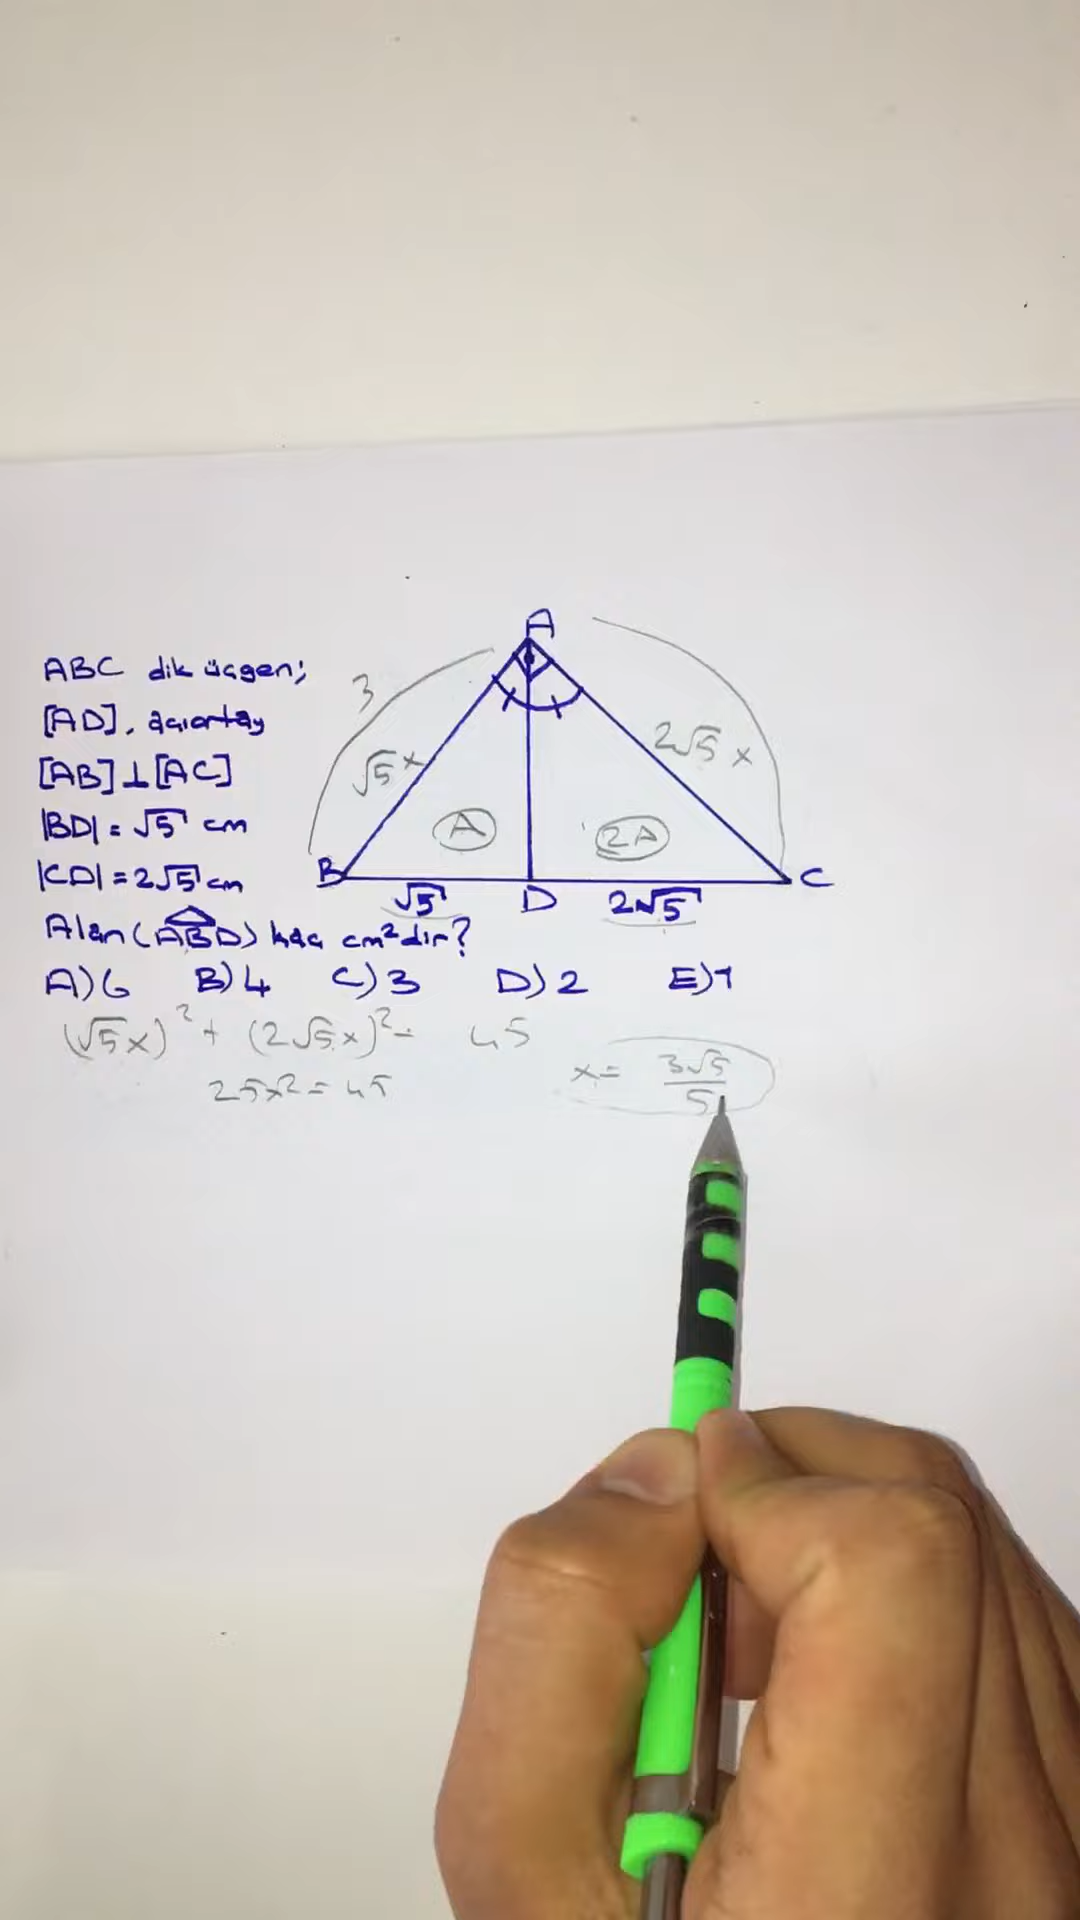 ABC dik üçgen;
[AD], açıortay
[AB]⊥[AC]
|BD| = √5 cm
|CD| = 2√5 cm
Alan(ABD) kaç cm² dir?
A) 6 B) 4 C) 3 D) 2 E) 1
A
3
√5x
2√5 x
A
2A
B
√5
D
2√5
C
(√5x)² + (2√5x)² = 45
25x² = 45
x = 3√5/5